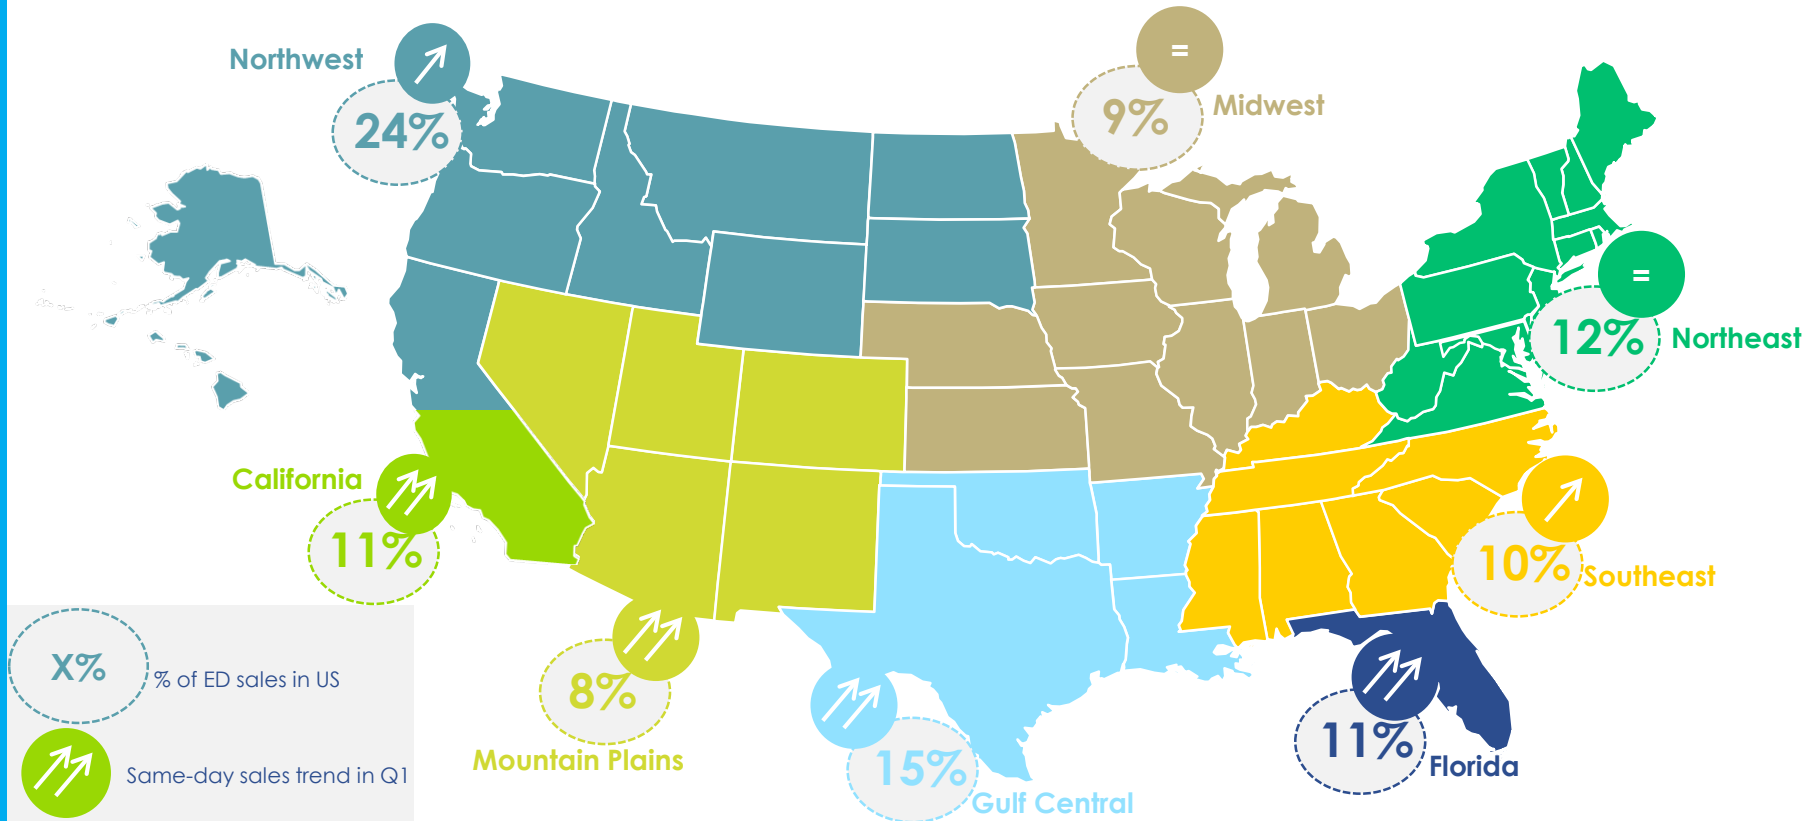 =
Northwest
9%
Midwest
24%
=
12%
Northeast
California
11%
10%
Southeast
X%
% of ED sales in US
8%
Mountain Plains
15%
11%
Florida
Same-day sales trend in Q1
Gulf Central